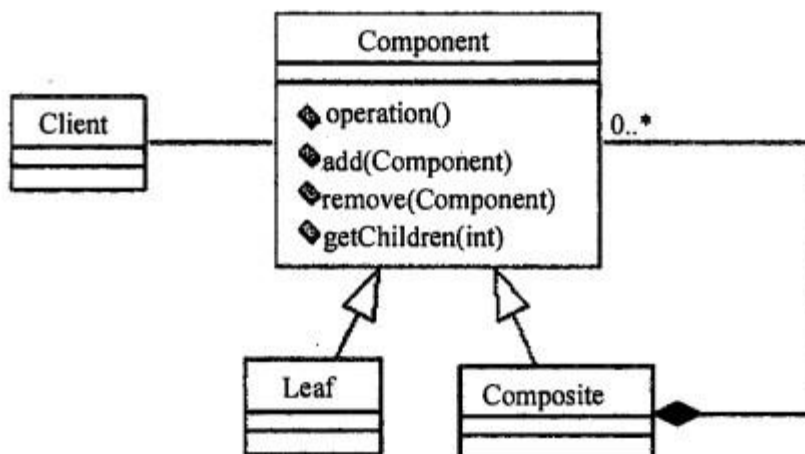 Component
Client
operation()
add(Component)
remove(Component)
getChildren(int)
0..*
Leaf
Composite